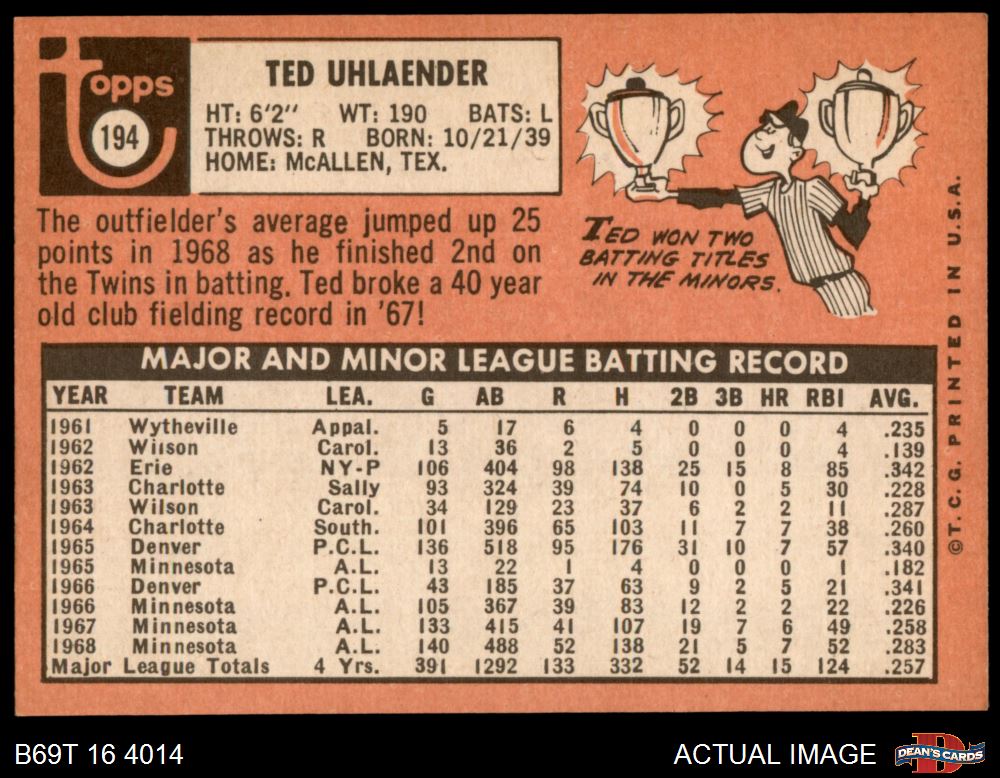 Topps
194
TED UHLAENDER
HT: 6'2" WT: 190 BATS: L
THROWS: R BORN: 10/21/39
HOME: McALLEN, TEX.
The outfielder's average jumped up 25
points in 1968 as he finished 2nd on
the Twins in batting. Ted broke a 40 year
old club fielding record in '67!
TED WON TWO
BATTING TITLES
IN THE MINORS.
MAJOR AND MINOR LEAGUE BATTING RECORD
YEAR TEAM LEA. G AB R H 2B 3B HR RBI AVG.
1961 Wytheville Appal. 5 17 6 4 0 0 0 4 .235
1962 Wilson Carol. 13 36 2 5 0 0 0 4 .139
1962 Erie NY-P 106 404 98 138 25 15 8 85 .342
1963 Charlotte Sally 93 324 39 74 10 0 5 30 .228
1963 Wilson Carol. 34 129 23 37 6 2 2 11 .287
1964 Charlotte South. 101 396 65 103 11 7 7 38 .260
1965 Denver P.C.L. 136 518 95 176 31 10 7 57 .340
1965 Minnesota A.L. 13 22 1 4 0 0 0 1 .182
1966 Denver P.C.L. 43 185 37 63 9 2 5 21 .341
1966 Minnesota A.L. 105 367 39 83 12 2 2 22 .226
1967 Minnesota A.L. 133 415 41 107 19 7 6 49 .258
1968 Minnesota A.L. 140 488 52 138 21 5 7 52 .283
Major League Totals 4 Yrs. 391 1292 133 332 52 14 15 124 .257
©T.C.G. PRINTED IN U.S.A.
B69T 16 4014
ACTUAL IMAGE
D
DEAN'S CARDS